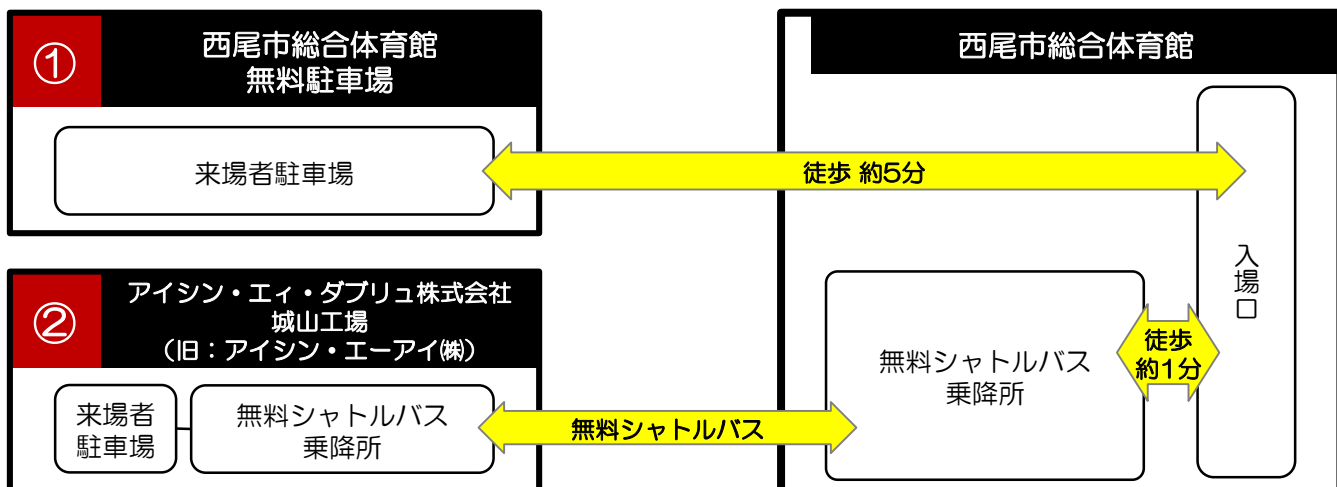 ①
西尾市総合体育館
無料駐車場
来場者駐車場
徒歩 約5分
西尾市総合体育館
入場口
②
アイシン・エィ・ダブリュ株式会社
城山工場
（旧：アイシン・エーアイ㈱）
来場者
駐車場
無料シャトルバス
乗降所
無料シャトルバス
無料シャトルバス
乗降所
徒歩
約1分